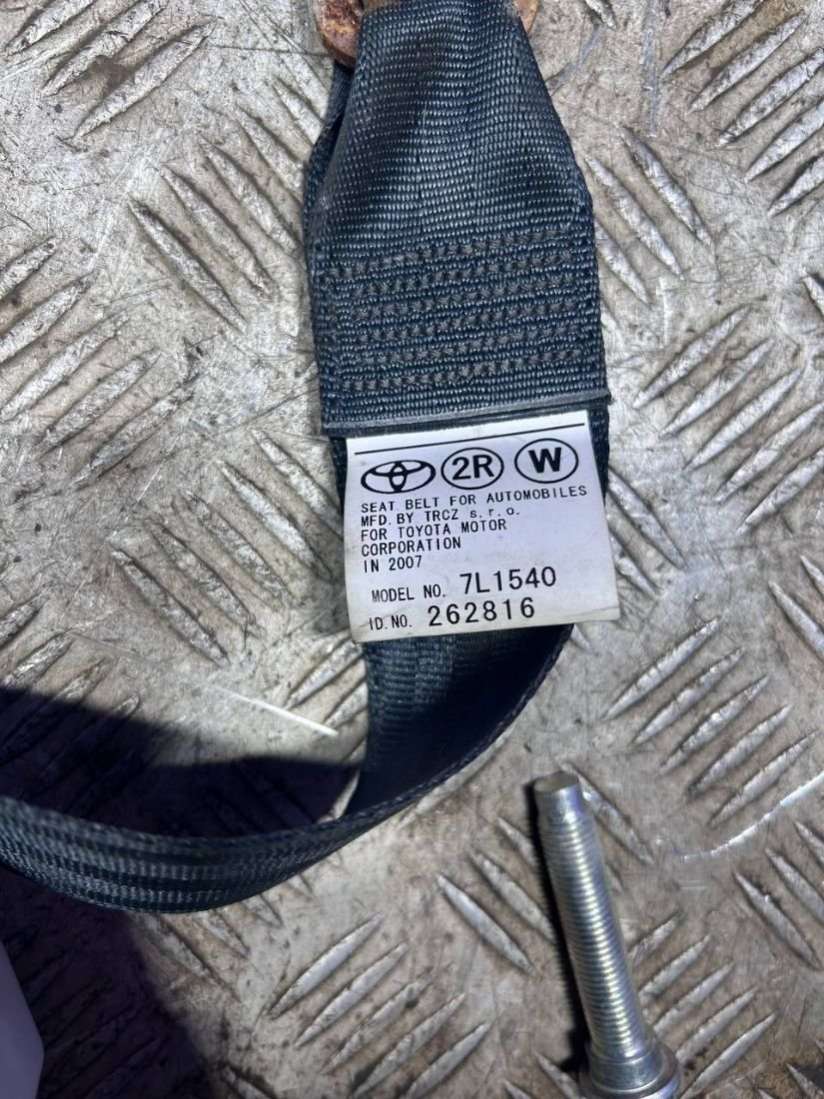 2R W
SEAT BELT FOR AUTOMOBILES
MFD. BY TRCZ s.r.o.
FOR TOYOTA MOTOR
CORPORATION
IN 2007
MODEL NO. 7L1540
ID.NO. 262816